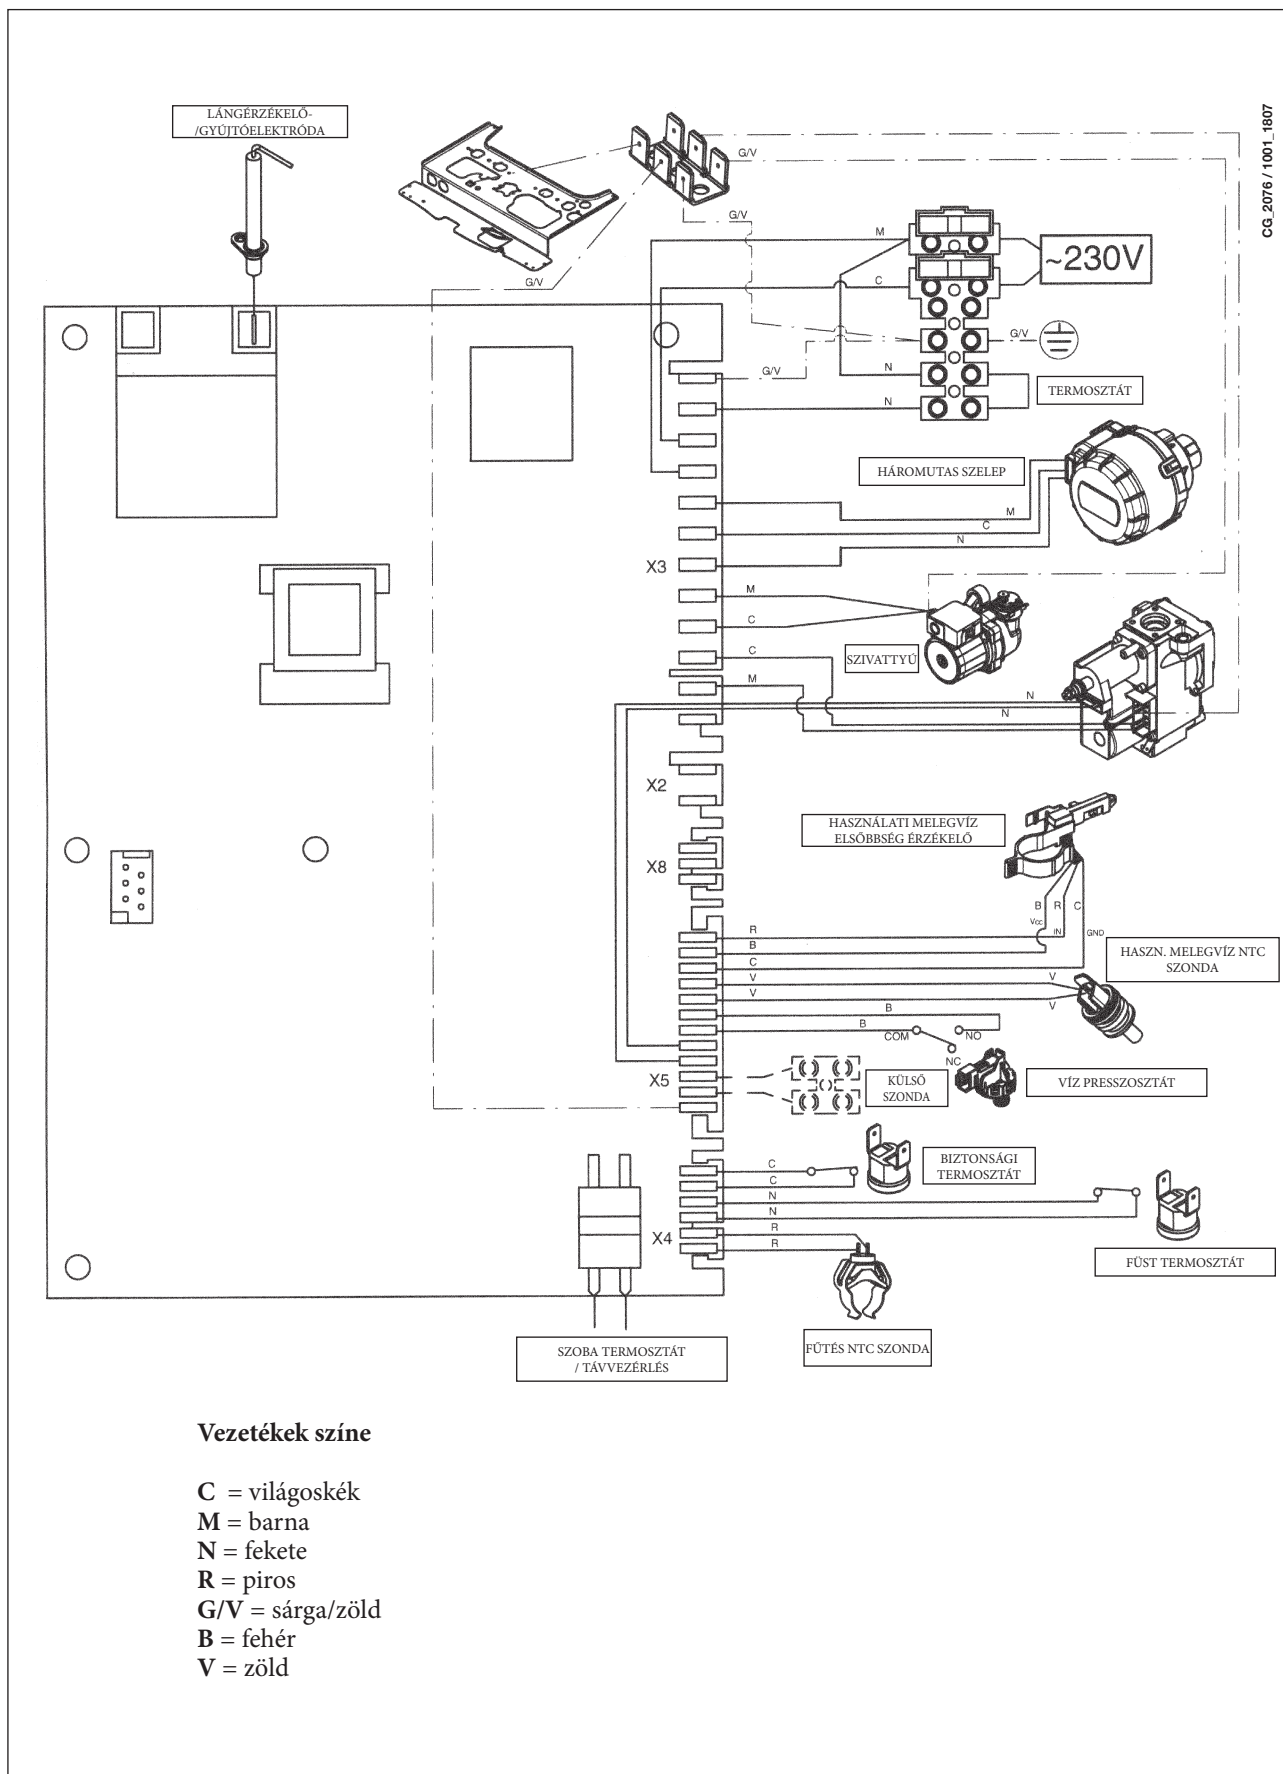 CG_2076 / 1001_1807
LÁNGÉRZÉKELŐ-
/GYÚJTÓELEKTRÓDA
G/V
G/V
G/V
G/V
M
~230V
C
G/V
G/V
N
TERMOSZTÁT
N
HÁROMUTAS SZELEP
M
C
N
X3
M
C
SZIVATTYÚ
C
M
N
N
X2
HASZNÁLATI MELEGVÍZ
ELSŐBBSÉG ÉRZÉKELŐ
X8
B R C
Vcc
IN
GND
R
B
C
V
V
V
V
HASZN. MELEGVÍZ NTC
SZONDA
B
B
COM
NO
NC
X5
KÜLSŐ
SZONDA
VÍZ PRESSZOSZTÁT
C
C
BIZTONSÁGI
TERMOSZTÁT
N
N
R
R
X4
FÜST TERMOSZTÁT
SZOBA TERMOSZTÁT
/ TÁVVEZÉRLÉS
FŰTÉS NTC SZONDA
Vezetékek színe
C = világoskék
M = barna
N = fekete
R = piros
G/V = sárga/zöld
B = fehér
V = zöld